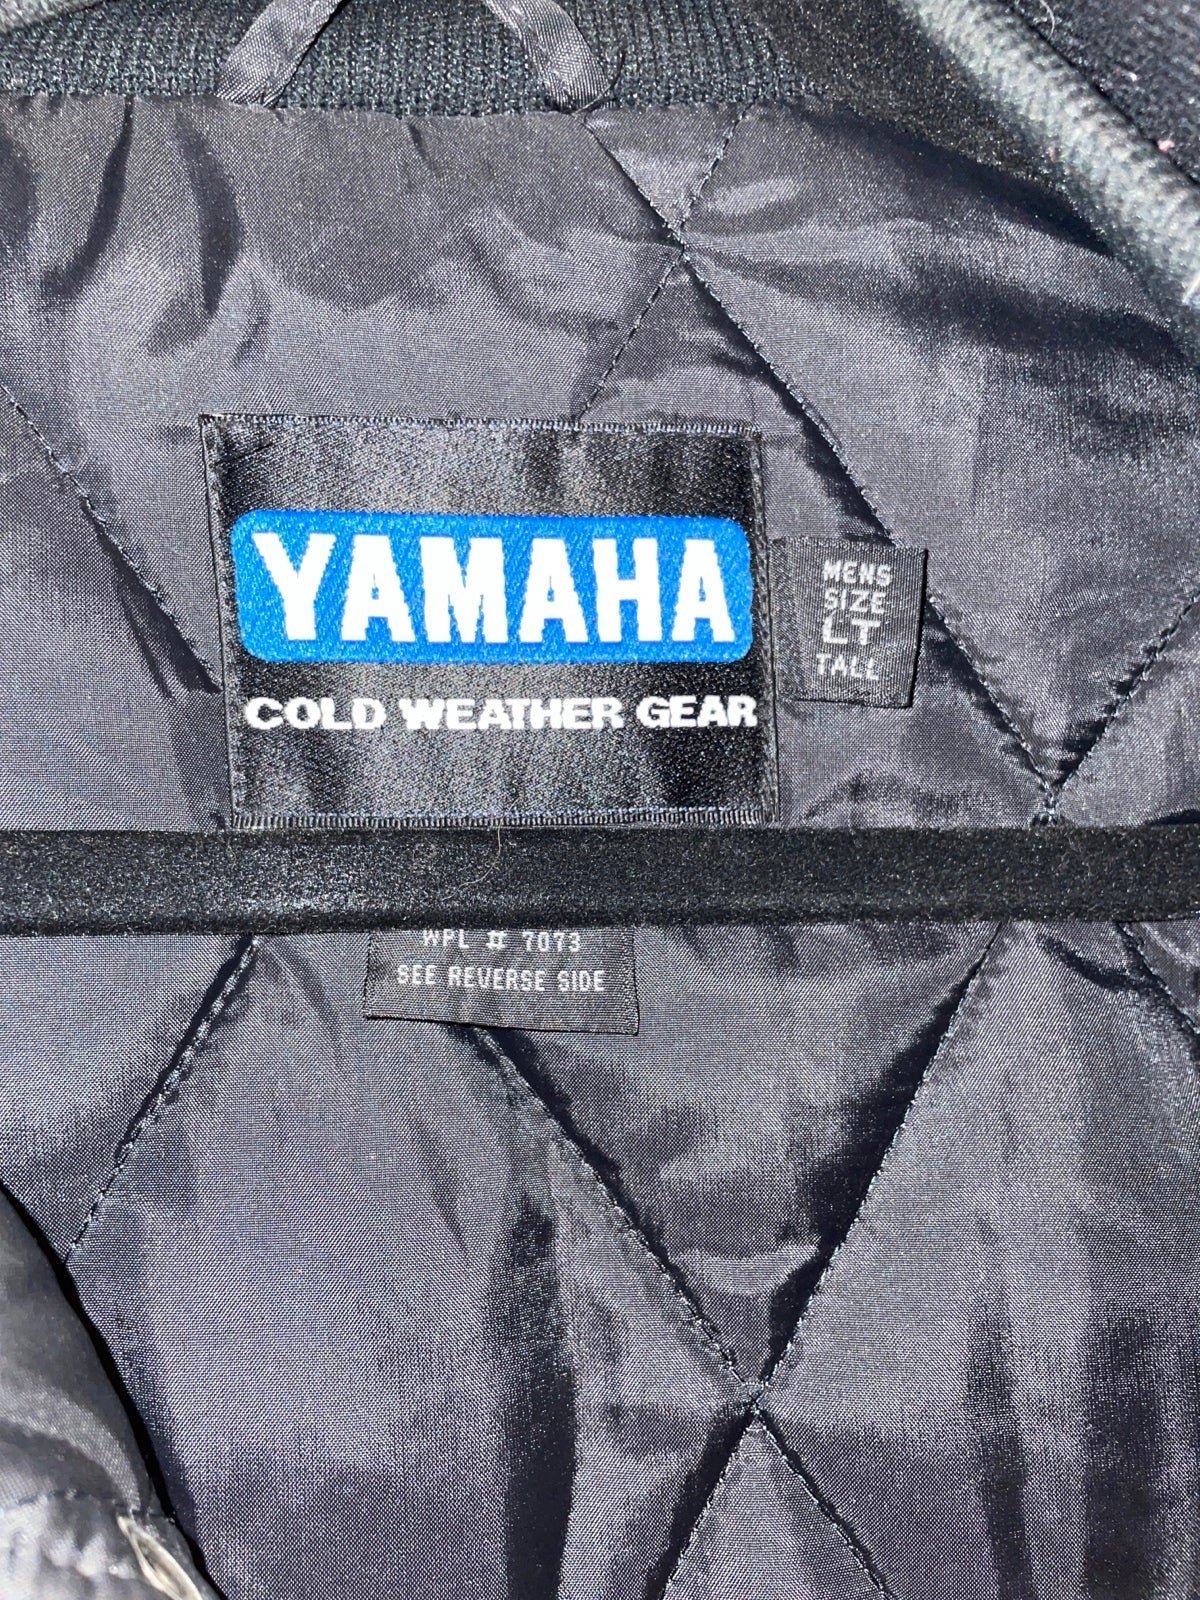 YAMAHA
COLD WEATHER GEAR
MENS
SIZE
LT
TALL
WPL # 7073
SEE REVERSE SIDE